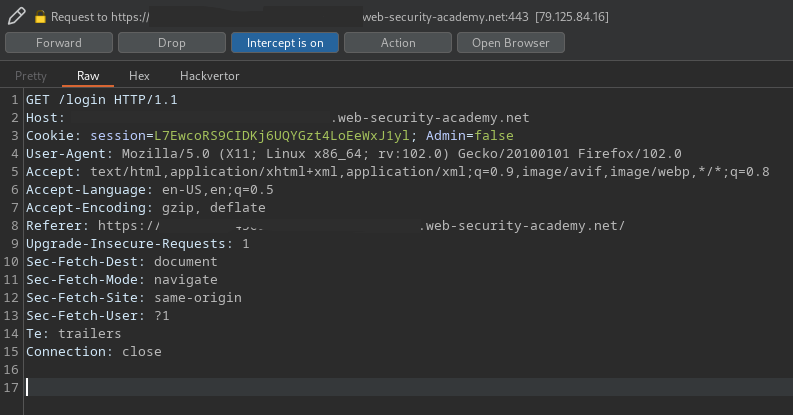 Request to https:// web-security-academy.net:443 [79.125.84.16]
Forward Drop Intercept is on Action Open Browser
Pretty Raw Hex Hackvertor
1 GET /login HTTP/1.1
2 Host: .web-security-academy.net
3 Cookie: session=L7EwcoRS9CIDKj6UQYGzt4LoEeWxJ1yl; Admin=false
4 User-Agent: Mozilla/5.0 (X11; Linux x86_64; rv:102.0) Gecko/20100101 Firefox/102.0
5 Accept: text/html,application/xhtml+xml,application/xml;q=0.9,image/avif,image/webp,*/*;q=0.8
6 Accept-Language: en-US,en;q=0.5
7 Accept-Encoding: gzip, deflate
8 Referer: https:// .web-security-academy.net/
9 Upgrade-Insecure-Requests: 1
10 Sec-Fetch-Dest: document
11 Sec-Fetch-Mode: navigate
12 Sec-Fetch-Site: same-origin
13 Sec-Fetch-User: ?1
14 Te: trailers
15 Connection: close
16
17